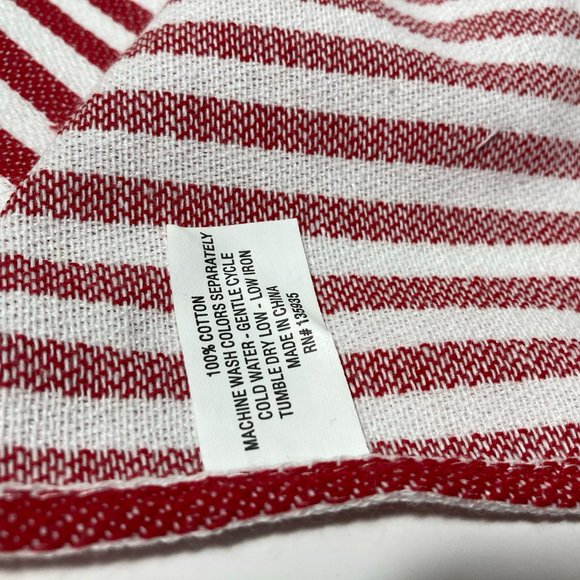 100% COTTON
MACHINE WASH COLORS SEPARATELY
COLD WATER - GENTLE CYCLE
TUMBLE DRY LOW - LOW IRON
MADE IN CHINA
RN# 135935